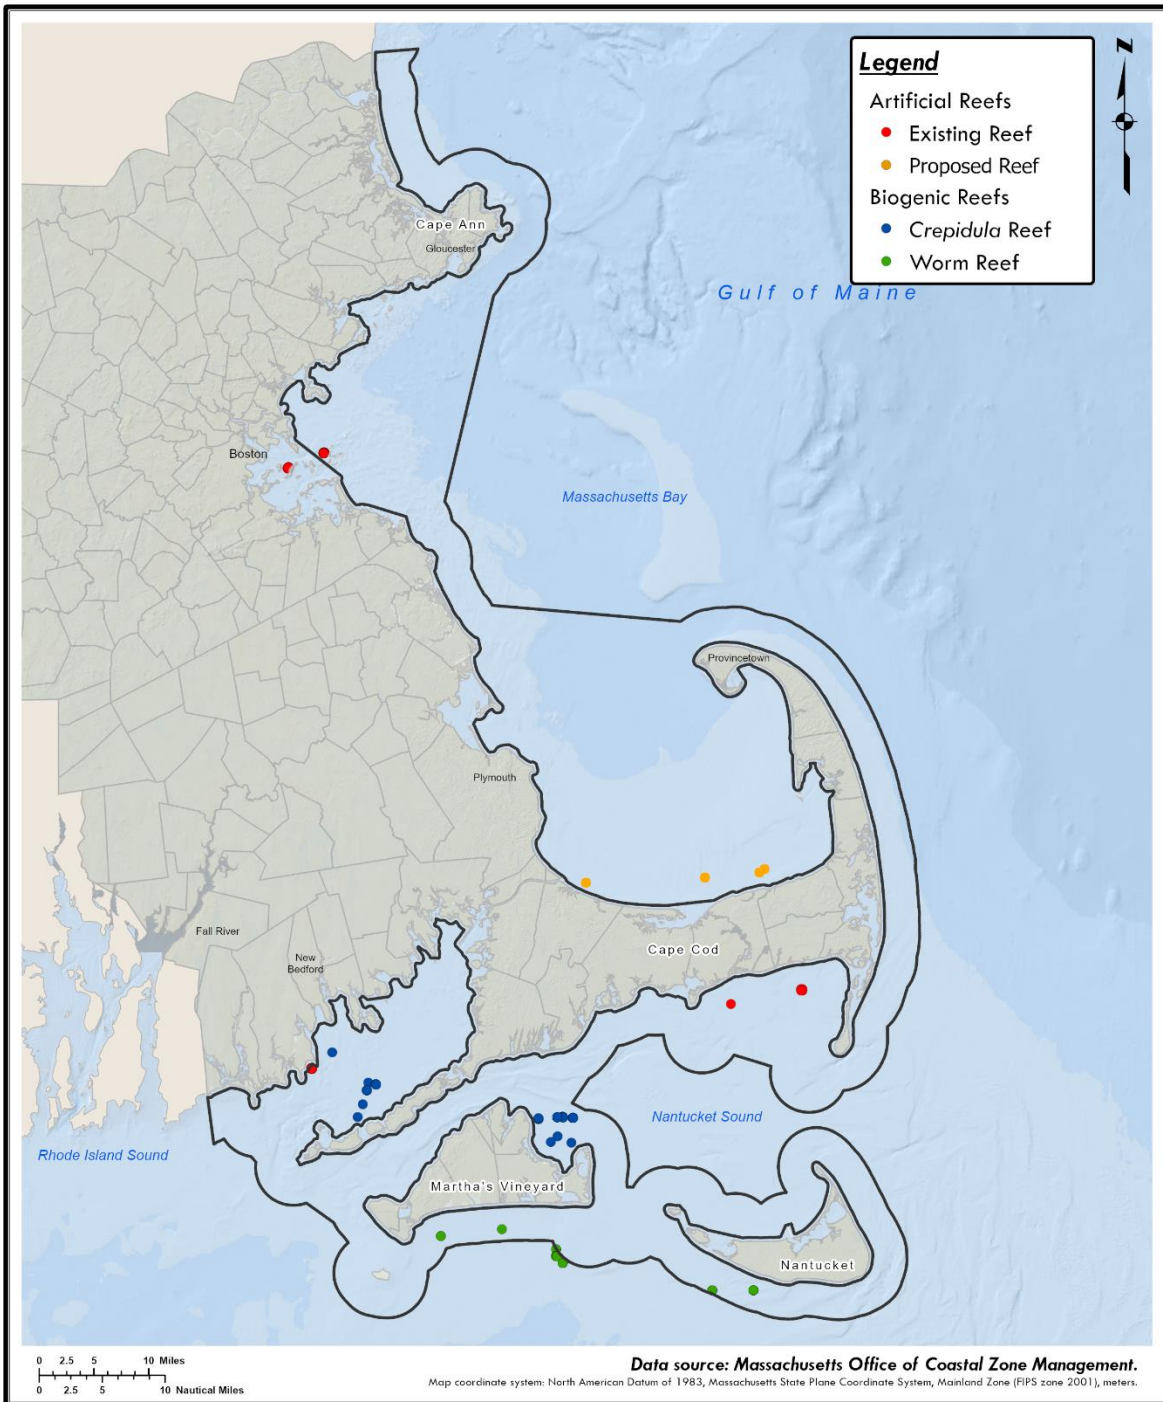 Legend
Artificial Reefs
Existing Reef
Proposed Reef
Biogenic Reefs
Crepidula Reef
Worm Reef
N
Cape Ann
Gloucester
Gulf of Maine
Boston
Massachusetts Bay
Provincetown
Plymouth
Fall River
New
Bedford
Cape Cod
Nantucket Sound
Rhode Island Sound
Martha's Vineyard
Nantucket
0 2.5 5 10 Miles
0 2.5 5 10 Nautical Miles
Data source: Massachusetts Office of Coastal Zone Management.
Map coordinate system: North American Datum of 1983, Massachusetts State Plane Coordinate System, Mainland Zone (FIPS zone 2001), meters.